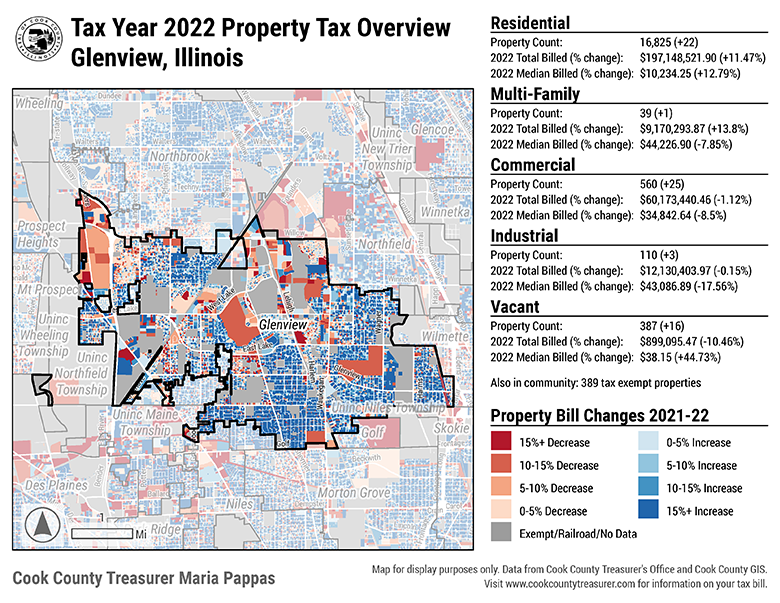 Tax Year 2022 Property Tax Overview
Glenview, Illinois
Residential
Property Count: 16,825 (+22)
2022 Total Billed (% change): $197,148,521.90 (+11.47%)
2022 Median Billed (% change): $10,234.25 (+12.79%)
Multi-Family
Property Count: 39 (+1)
2022 Total Billed (% change): $9,170,293.87 (+13.8%)
2022 Median Billed (% change): $44,226.90 (-7.85%)
Commercial
Property Count: 560 (+25)
2022 Total Billed (% change): $60,173,440.46 (-1.12%)
2022 Median Billed (% change): $34,842.64 (-8.5%)
Industrial
Property Count: 110 (+3)
2022 Total Billed (% change): $12,130,403.97 (-0.15%)
2022 Median Billed (% change): $43,086.89 (-17.56%)
Vacant
Property Count: 387 (+16)
2022 Total Billed (% change): $899,095.47 (-10.46%)
2022 Median Billed (% change): $38.15 (+44.73%)
Also in community: 389 tax exempt properties
Property Bill Changes 2021-22
15%+ Decrease
10-15% Decrease
5-10% Decrease
0-5% Decrease
Exempt/Railroad/No Data
0-5% Increase
5-10% Increase
10-15% Increase
15%+ Increase
Wheeling
Dundee
Northbrook
Uninc
New Trier
Township
Glencoe
Winnetka
Prospect
Heights
Northfield
Mt Prospect
Uninc
Wheeling
Township
Glenview
Wilmette
Uninc
Northfield
Township
Uninc Maine
Township
Uninc Niles Township
Golf
Skokie
Des Plaines
Morton Grove
Niles
Ridge
1
Mi
Cook County Treasurer Maria Pappas
Map for display purposes only. Data from Cook County Treasurer's Office and Cook County GIS.
Visit www.cookcountytreasurer.com for information on your tax bill.